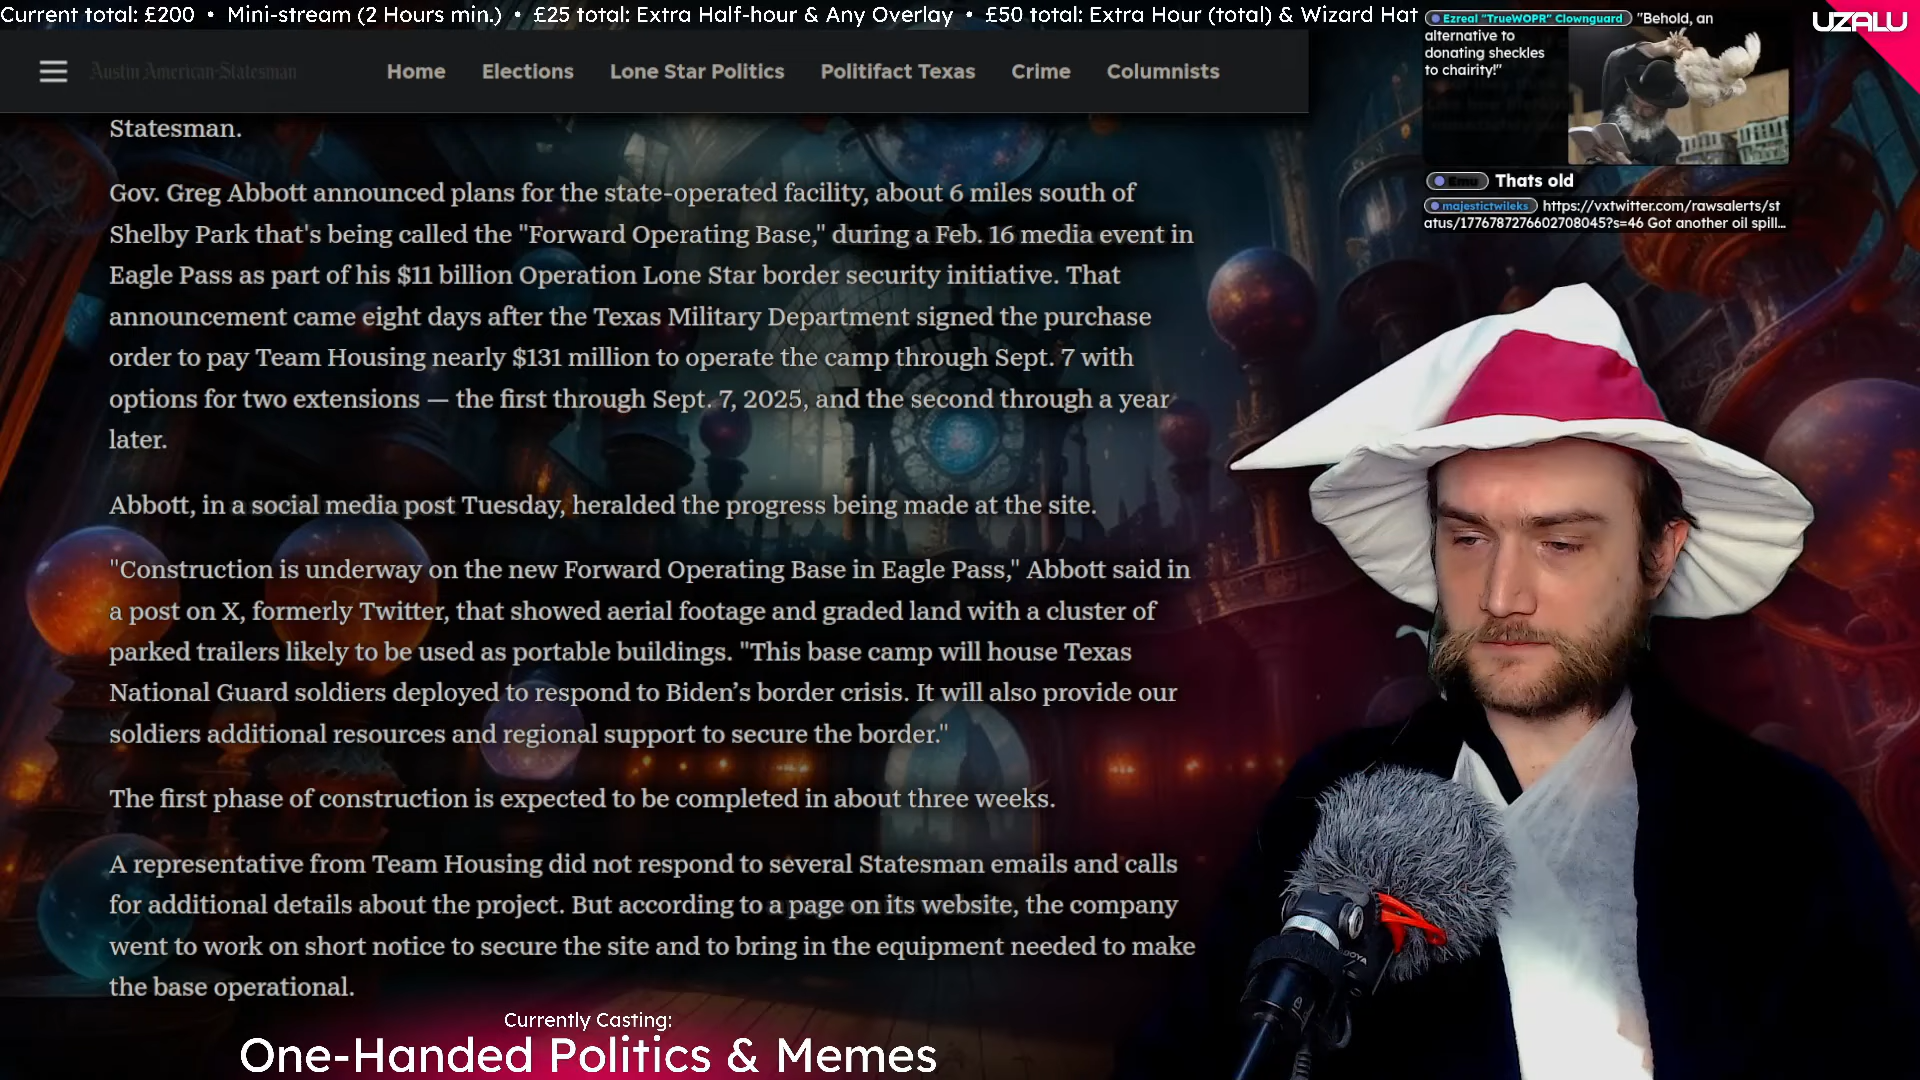 Current total: £200 • Mini-stream (2 Hours min.) • £25 total: Extra Half-hour & Any Overlay • £50 total: Extra Hour (total) & Wizard Hat
UZALU
Ezreal "TrueWOPR" Clownguard "Behold, an
alternative to
donating sheckles
to chairity!"
Emu Thats old
majestictwileks https://vxtwitter.com/rawsalerts/st
atus/1776787276602708045?s=46 Got another oil spill...
Austin American-Statesman
Home Elections Lone Star Politics Politifact Texas Crime Columnists
Statesman.
Gov. Greg Abbott announced plans for the state-operated facility, about 6 miles south of
Shelby Park that's being called the "Forward Operating Base," during a Feb. 16 media event in
Eagle Pass as part of his $11 billion Operation Lone Star border security initiative. That
announcement came eight days after the Texas Military Department signed the purchase
order to pay Team Housing nearly $131 million to operate the camp through Sept. 7 with
options for two extensions — the first through Sept. 7, 2025, and the second through a year
later.
Abbott, in a social media post Tuesday, heralded the progress being made at the site.
"Construction is underway on the new Forward Operating Base in Eagle Pass," Abbott said in
a post on X, formerly Twitter, that showed aerial footage and graded land with a cluster of
parked trailers likely to be used as portable buildings. "This base camp will house Texas
National Guard soldiers deployed to respond to Biden’s border crisis. It will also provide our
soldiers additional resources and regional support to secure the border."
The first phase of construction is expected to be completed in about three weeks.
A representative from Team Housing did not respond to several Statesman emails and calls
for additional details about the project. But according to a page on its website, the company
went to work on short notice to secure the site and to bring in the equipment needed to make
the base operational.
Currently Casting:
One-Handed Politics & Memes